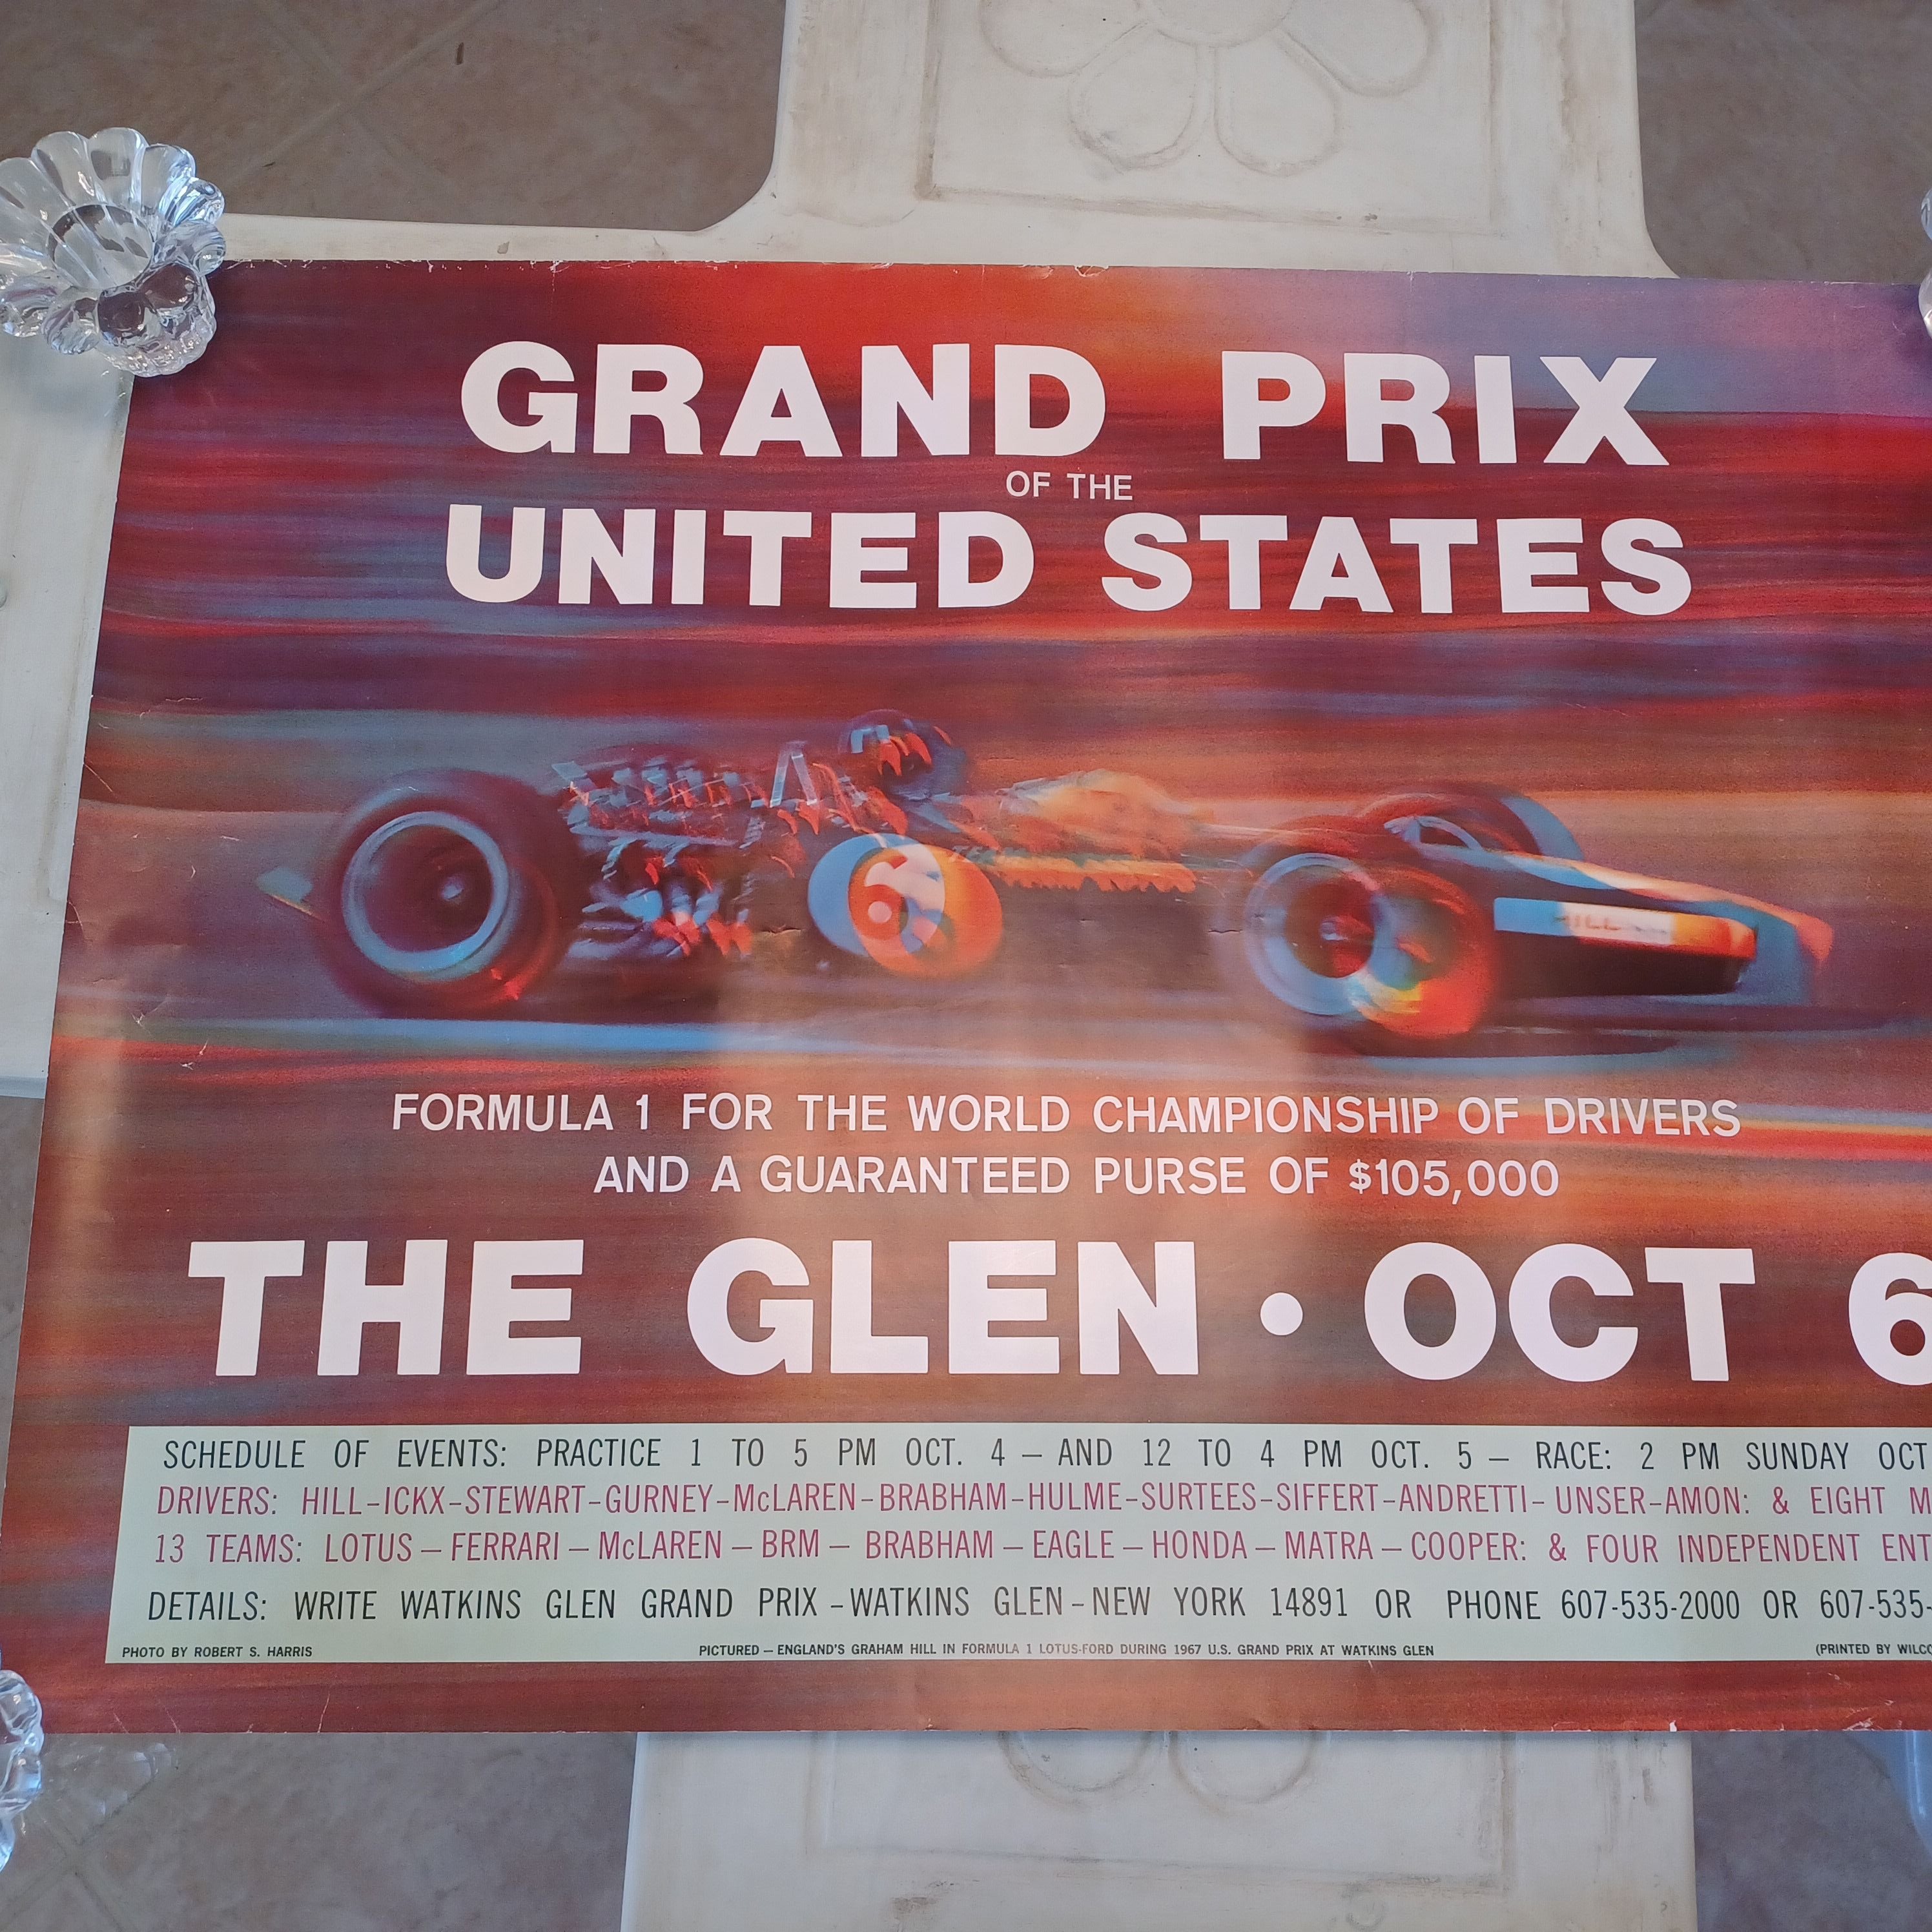 GRAND PRIX
OF THE
UNITED STATES
6
FORMULA 1 FOR THE WORLD CHAMPIONSHIP OF DRIVERS
AND A GUARANTEED PURSE OF $105,000
THE GLEN • OCT 6
SCHEDULE OF EVENTS: PRACTICE 1 TO 5 PM OCT. 4 — AND 12 TO 4 PM OCT. 5 — RACE: 2 PM SUNDAY OCT
DRIVERS: HILL-ICKX-STEWART-GURNEY-McLAREN-BRABHAM-HULME-SURTEES-SIFFERT-ANDRETTI- UNSER-AMON: & EIGHT M
13 TEAMS: LOTUS — FERRARI — McLAREN — BRM — BRABHAM — EAGLE — HONDA — MATRA — COOPER: & FOUR INDEPENDENT ENT
DETAILS: WRITE WATKINS GLEN GRAND PRIX - WATKINS GLEN - NEW YORK 14891 OR PHONE 607-535-2000 OR 607-535-
PHOTO BY ROBERT S. HARRIS PICTURED — ENGLAND'S GRAHAM HILL IN FORMULA 1 LOTUS-FORD DURING 1967 U.S. GRAND PRIX AT WATKINS GLEN (PRINTED BY WILCO